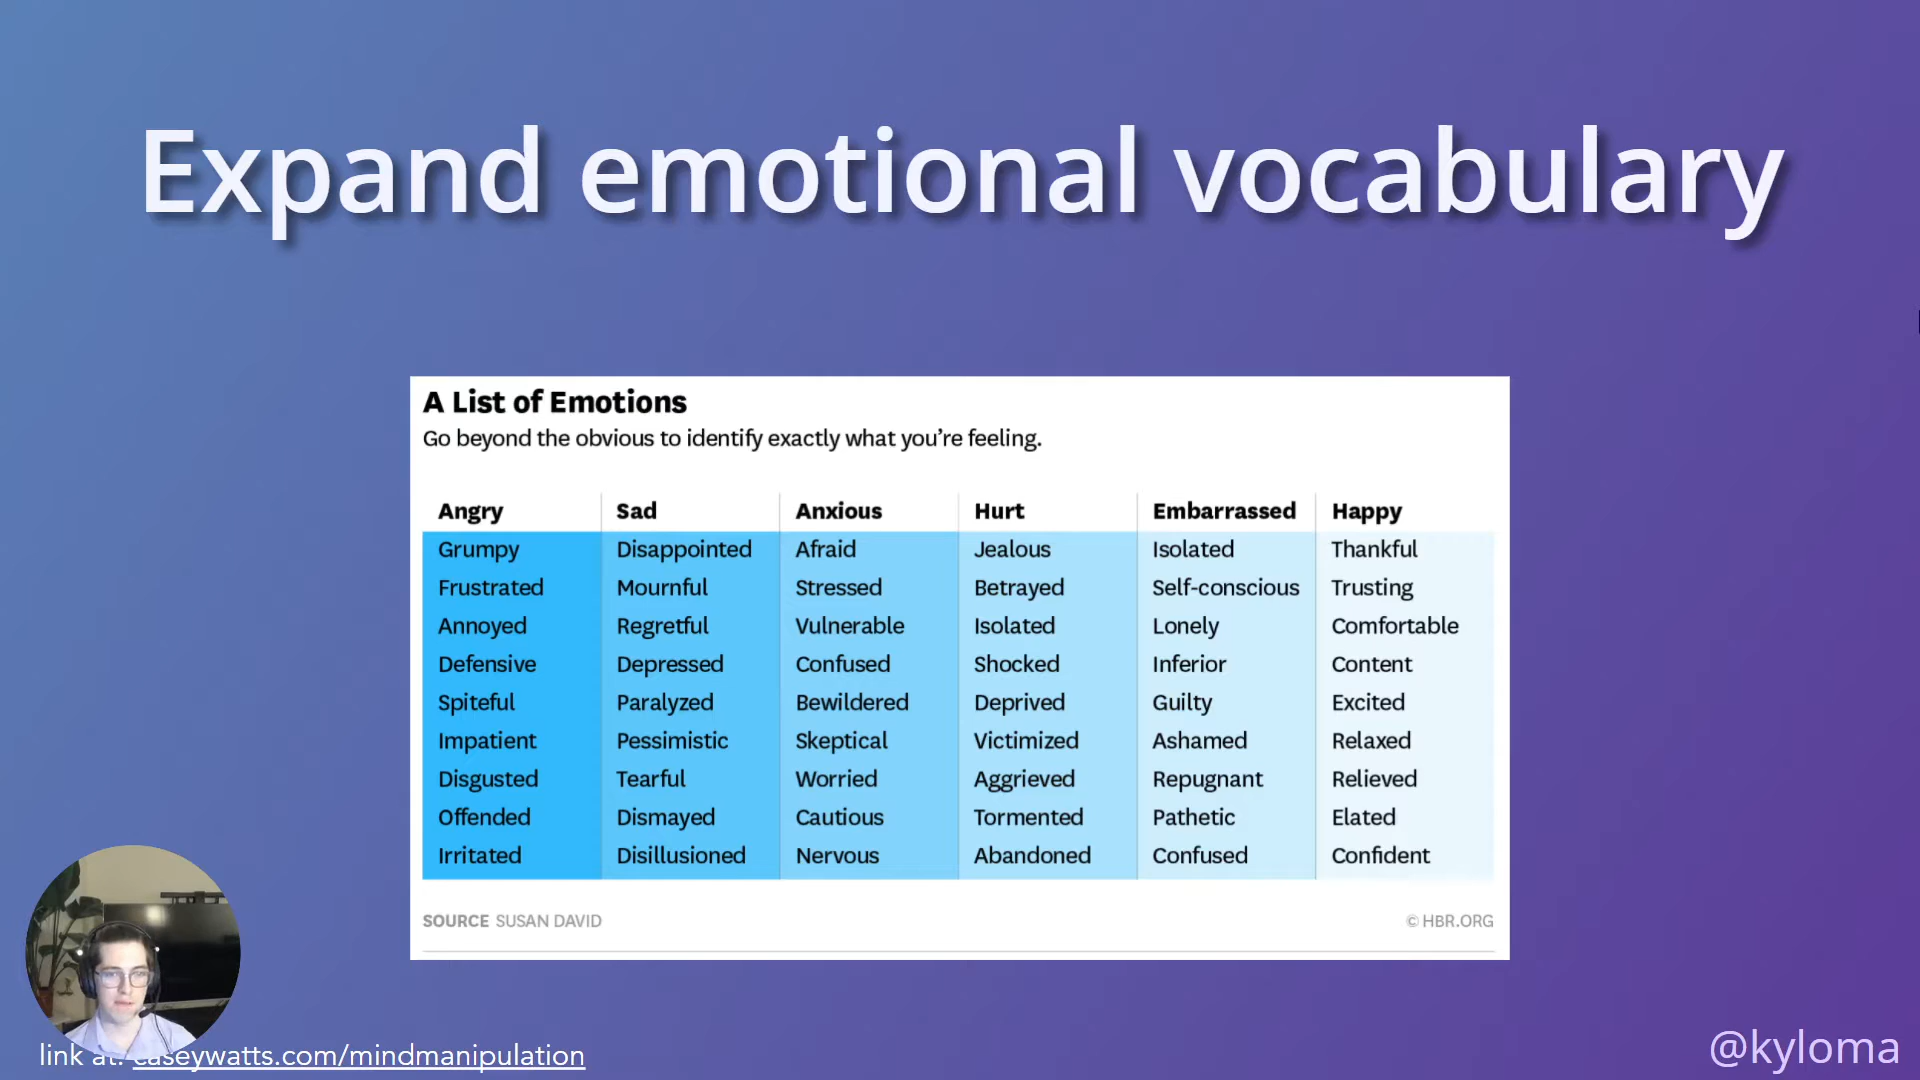 Expand emotional vocabulary
A List of Emotions
Go beyond the obvious to identify exactly what you're feeling.
Angry Sad Anxious Hurt Embarrassed Happy
Grumpy Disappointed Afraid Jealous Isolated Thankful
Frustrated Mournful Stressed Betrayed Self-conscious Trusting
Annoyed Regretful Vulnerable Isolated Lonely Comfortable
Defensive Depressed Confused Shocked Inferior Content
Spiteful Paralyzed Bewildered Deprived Guilty Excited
Impatient Pessimistic Skeptical Victimized Ashamed Relaxed
Disgusted Tearful Worried Aggrieved Repugnant Relieved
Offended Dismayed Cautious Tormented Pathetic Elated
Irritated Disillusioned Nervous Abandoned Confused Confident
SOURCE SUSAN DAVID © HBR.ORG
link at: caseywatts.com/mindmanipulation
@kyloma